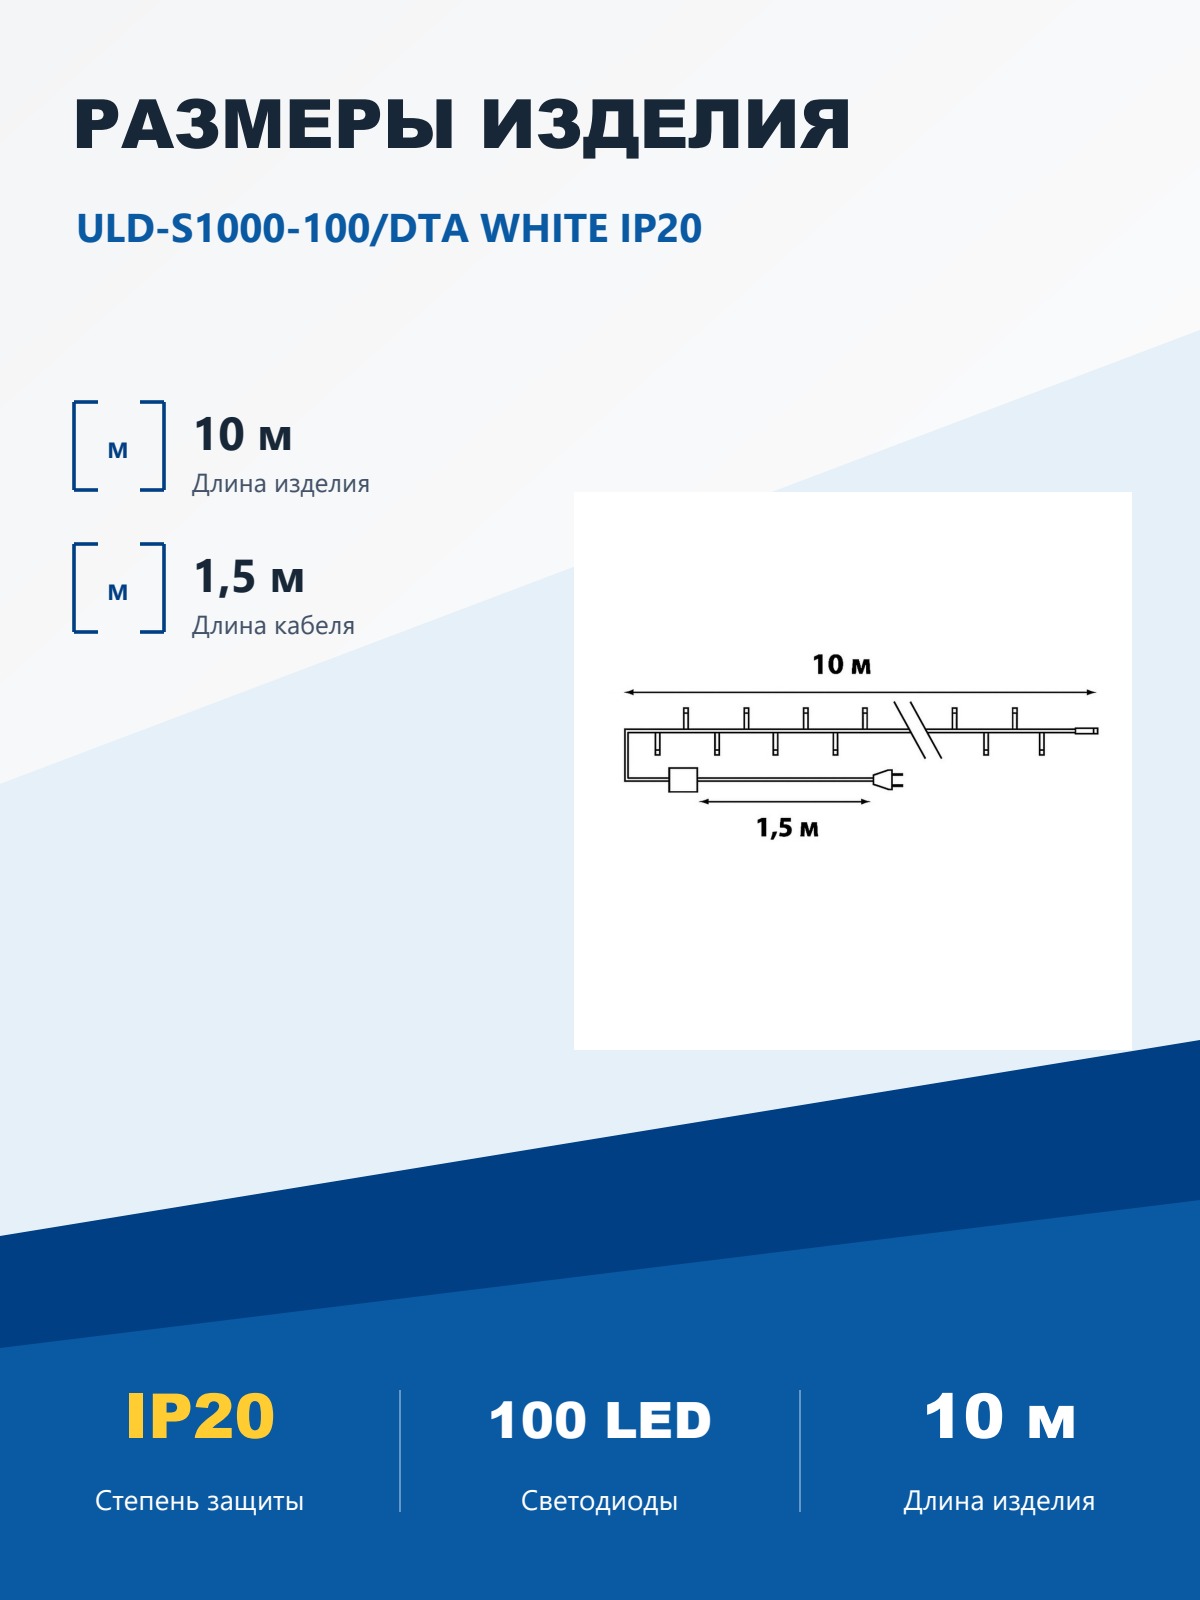 РАЗМЕРЫ ИЗДЕЛИЯ
ULD-S1000-100/DTA WHITE IP20
м
10 м
Длина изделия
м
1,5 м
Длина кабеля
10 м
1,5 м
IP20
Степень защиты
100 LED
Светодиоды
10 м
Длина изделия